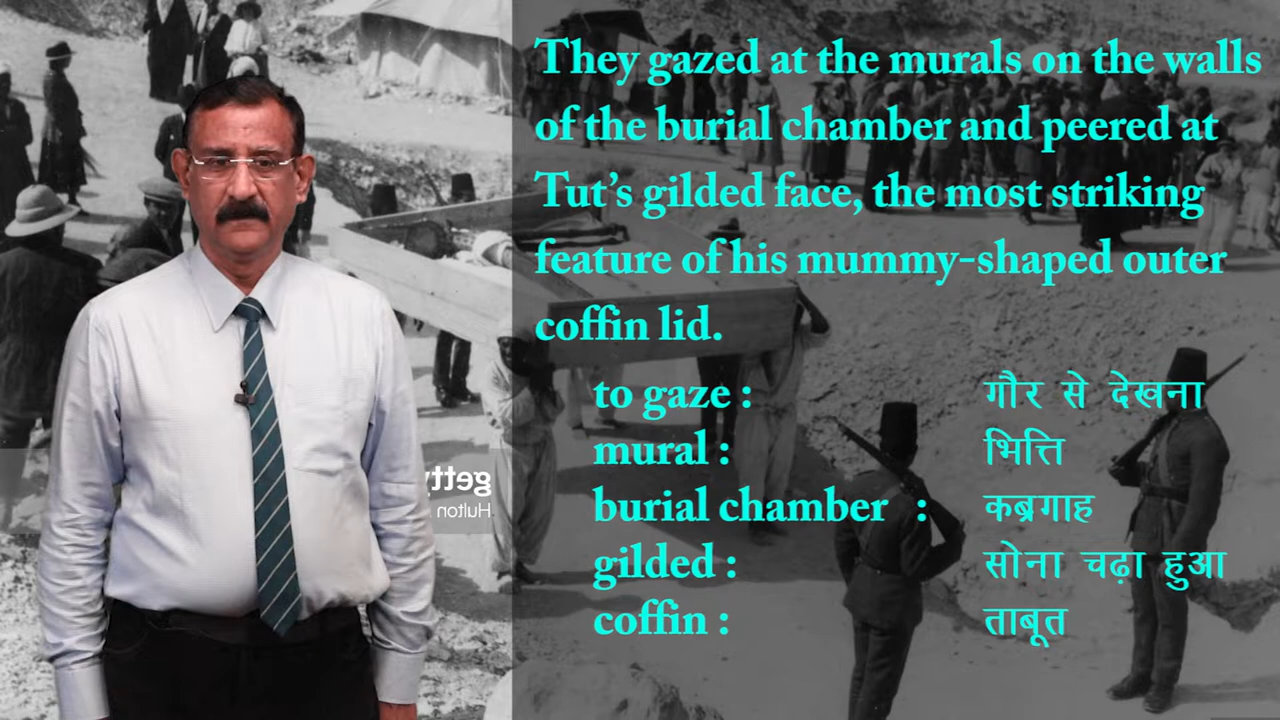 They gazed at the murals on the walls
of the burial chamber and peered at
Tut's gilded face, the most striking
feature of his mummy-shaped outer
coffin lid.
to gaze : गौर से देखना
mural : भित्ति
burial chamber : कब्रगाह
gilded : सोना चढ़ा हुआ
coffin : ताबूत
getty
Hulton